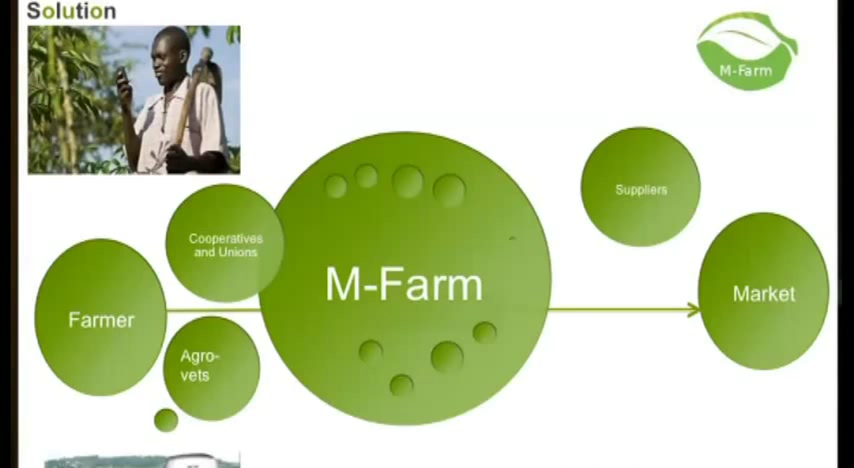 Solution
M-Farm
Suppliers
Cooperatives
and Unions
M-Farm
Market
Farmer
Agro-
vets